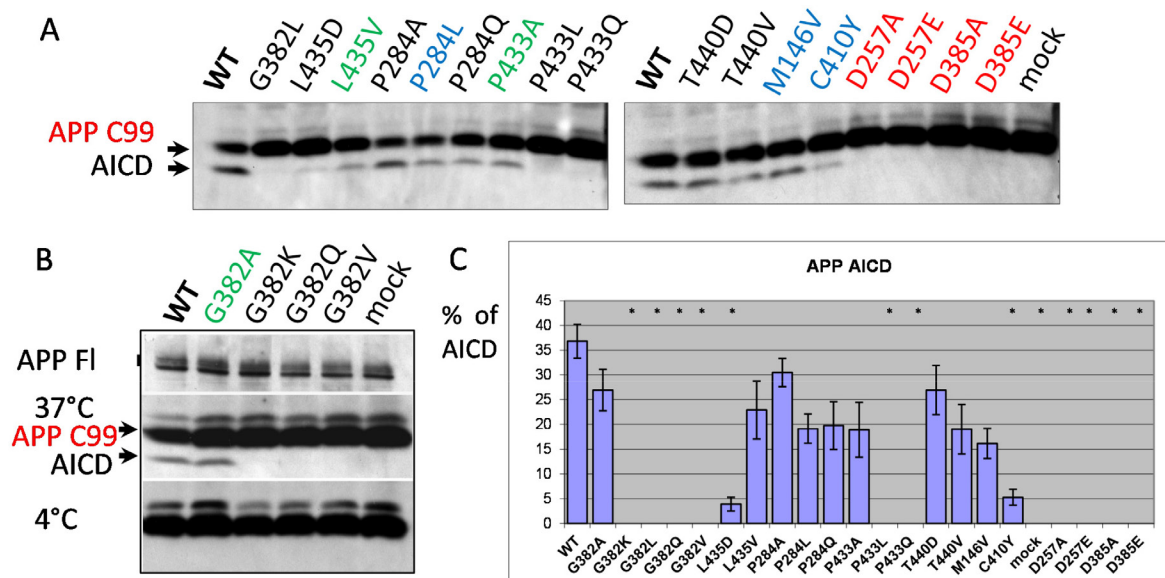 A
WT G382L L435D L435V P284A P284L P284Q P433A P433L P433Q
WT T440D T440V M146V C410Y D257A D257E D385A D385E mock
APP C99
AICD
B
WT G382A G382K G382Q G382V mock
APP Fl
37°C
APP C99
AICD
4°C
C
APP AICD
% of
AICD
45
40
35
30
25
20
15
10
5
0
* * * * * * * * * * * * *
WT G382A G382K G382L G382Q G382V L435D L435V P284A P284L P284Q P433A P433L P433Q T440D T440V M146V C410Y mock D257A D257E D385A D385E